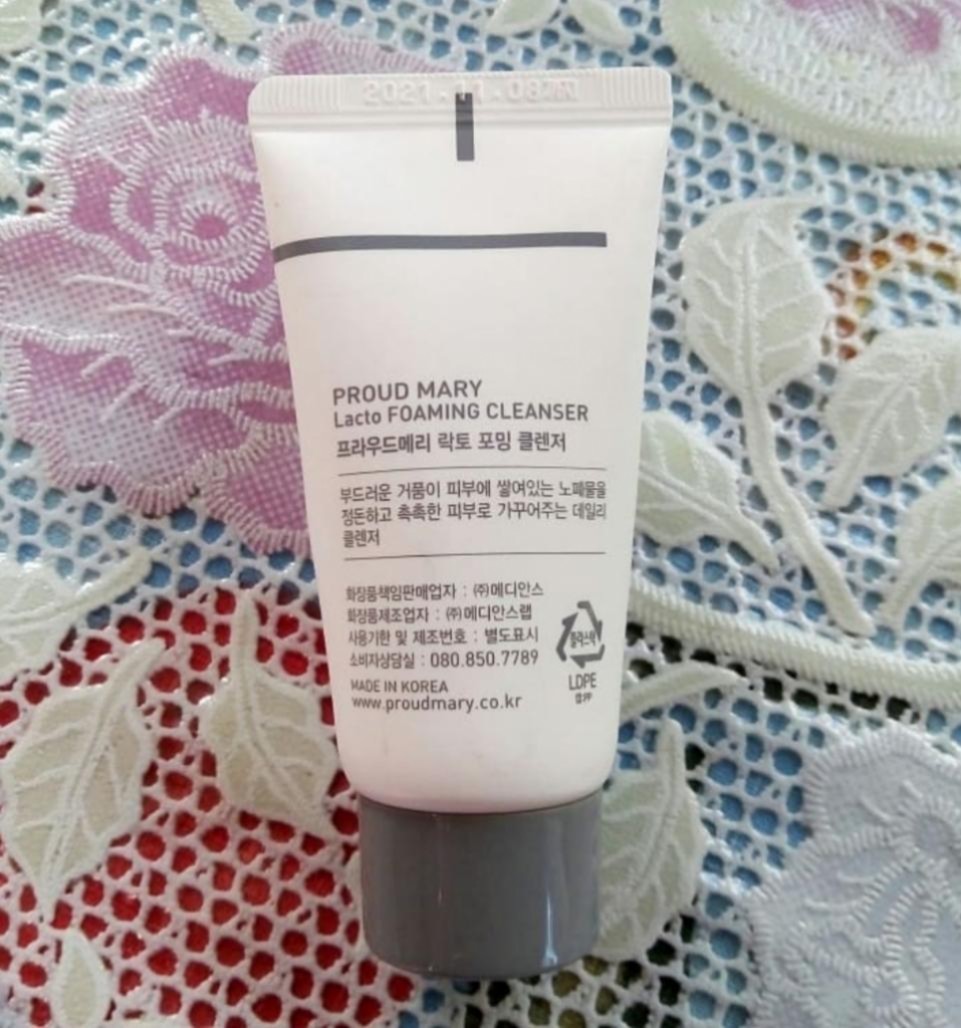 PROUD MARY
Lacto FOAMING CLEANSER
프라우드메리 락토 포밍 클렌저
부드러운 거품이 피부에 쌓여있는 노폐물을
정돈하고 촉촉한 피부로 가꾸어주는 데일리
클렌저
화장품책임판매업자 : ㈜메디안스
화장품제조업자 : ㈜메디안스랩
사용기한 및 제조번호 : 별도표시
소비자상담실 : 080.850.7789
MADE IN KOREA
www.proudmary.co.kr
플라스틱
LDPE
캡:PP